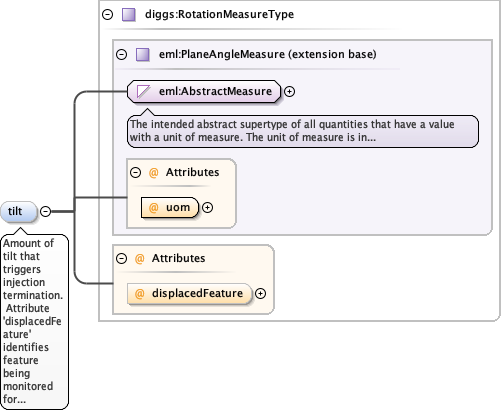 diggs:RotationMeasureType
eml:PlaneAngleMeasure (extension base)
eml:AbstractMeasure
The intended abstract supertype of all quantities that have a value
with a unit of measure. The unit of measure is in...
@ Attributes
@ uom
tilt
Amount of
tilt that
triggers
injection
termination.
Attribute
'displacedFe
ature'
identifies
feature
being
monitored
for...
@ Attributes
@ displacedFeature